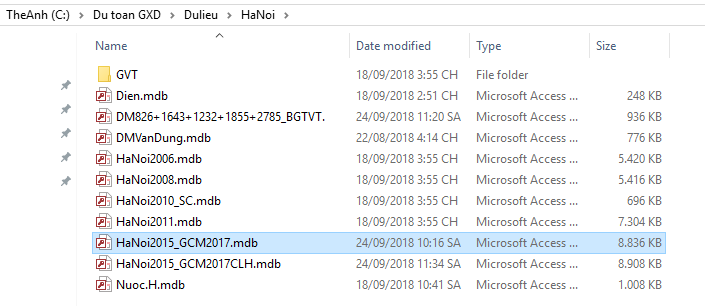 TheAnh (C:) > Du toan GXD > Dulieu > HaNoi >
Name Date modified Type Size
GVT 18/09/2018 3:55 CH File folder
Dien.mdb 18/09/2018 2:51 CH Microsoft Access ... 248 KB
DM826+1643+1232+1855+2785_BGTVT. 24/09/2018 11:20 SA Microsoft Access ... 936 KB
DMVanDung.mdb 22/08/2018 4:14 CH Microsoft Access ... 776 KB
HaNoi2006.mdb 18/09/2018 3:55 CH Microsoft Access ... 5.420 KB
HaNoi2008.mdb 18/09/2018 3:55 CH Microsoft Access ... 5.416 KB
HaNoi2010_SC.mdb 18/09/2018 3:55 CH Microsoft Access ... 696 KB
HaNoi2011.mdb 18/09/2018 3:55 CH Microsoft Access ... 7.304 KB
HaNoi2015_GCM2017.mdb 24/09/2018 10:16 SA Microsoft Access ... 8.836 KB
HaNoi2015_GCM2017CLH.mdb 24/09/2018 11:34 SA Microsoft Access ... 8.908 KB
Nuoc.H.mdb 18/09/2018 10:41 SA Microsoft Access ... 1.008 KB